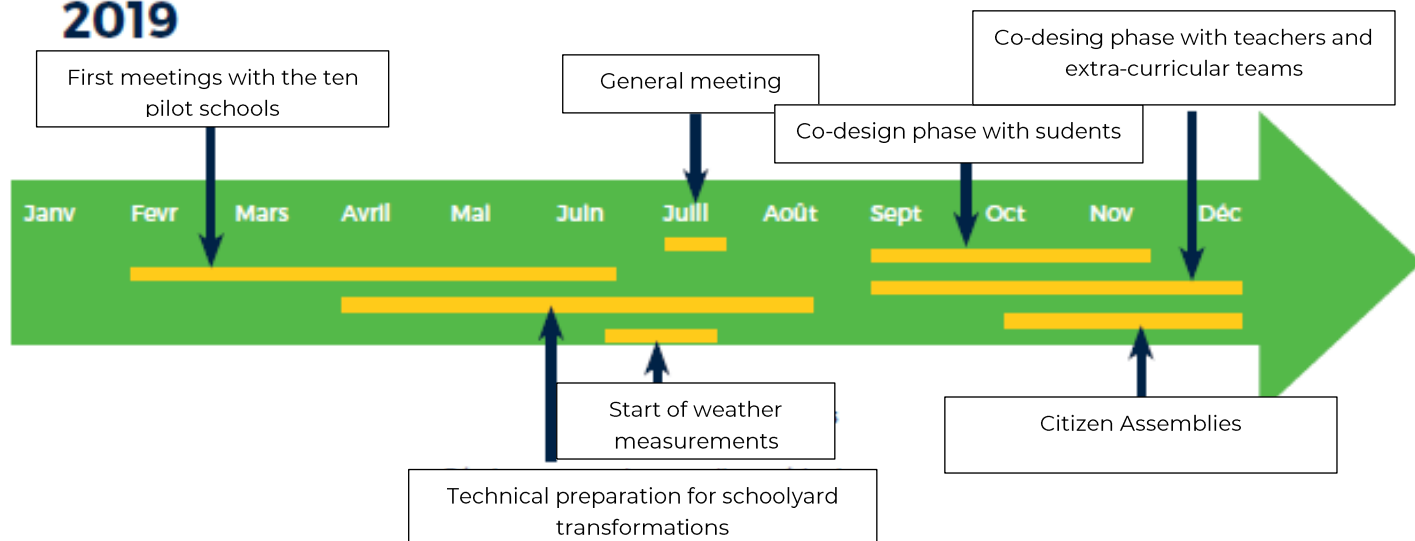 2019
First meetings with the ten
pilot schools
General meeting
Co-desing phase with teachers and
extra-curricular teams
Co-design phase with sudents
Janv Fevr Mars Avril Mai Juin Juill Août Sept Oct Nov Déc
Start of weather
measurements
Citizen Assemblies
Technical preparation for schoolyard
transformations